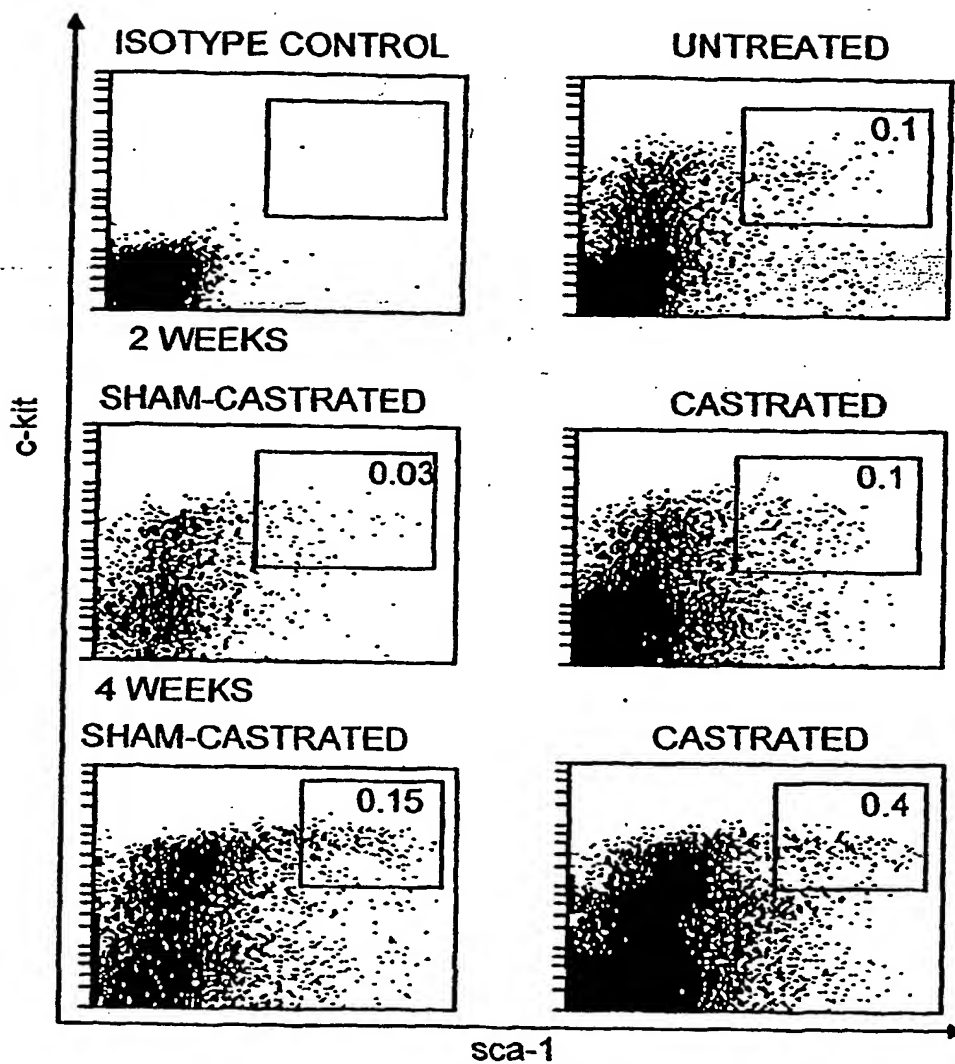 ISOTYPE CONTROL
UNTREATED
0.1
2 WEEKS
SHAM-CASTRATED
CASTRATED
0.03
0.1
4 WEEKS
SHAM-CASTRATED
CASTRATED
0.15
0.4
c-kit
sca-1